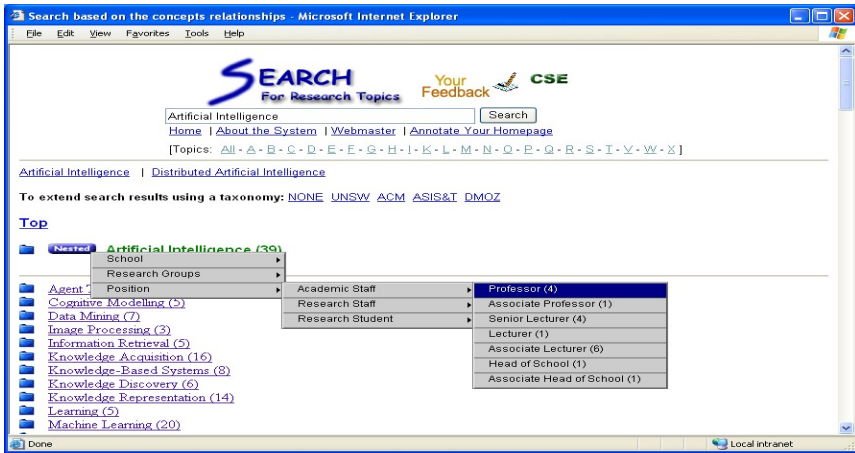 Search based on the concepts relationships - Microsoft Internet Explorer
File Edit View Favorites Tools Help
SEARCH
For Research Topics
Your
Feedback
CSE
Artificial Intelligence
Search
Home | About the System | Webmaster | Annotate Your Homepage
[Topics: All - A - B - C - D - E - F - G - H - I - K - L - M - N - O - P - Q - R - S - T - V - W - X ]
Artificial Intelligence | Distributed Artificial Intelligence
To extend search results using a taxonomy: NONE UNSW ACM ASIS&T DMOZ
Top
Nested Artificial Intelligence (39)
School
Research Groups
Position
Academic Staff
Research Staff
Research Student
Professor (4)
Associate Professor (1)
Senior Lecturer (4)
Lecturer (1)
Associate Lecturer (6)
Head of School (1)
Associate Head of School (1)
Agent
Cognitive Modelling (5)
Data Mining (7)
Image Processing (3)
Information Retrieval (5)
Knowledge Acquisition (16)
Knowledge-Based Systems (8)
Knowledge Discovery (6)
Knowledge Representation (14)
Learning (5)
Machine Learning (20)
Done
Local intranet